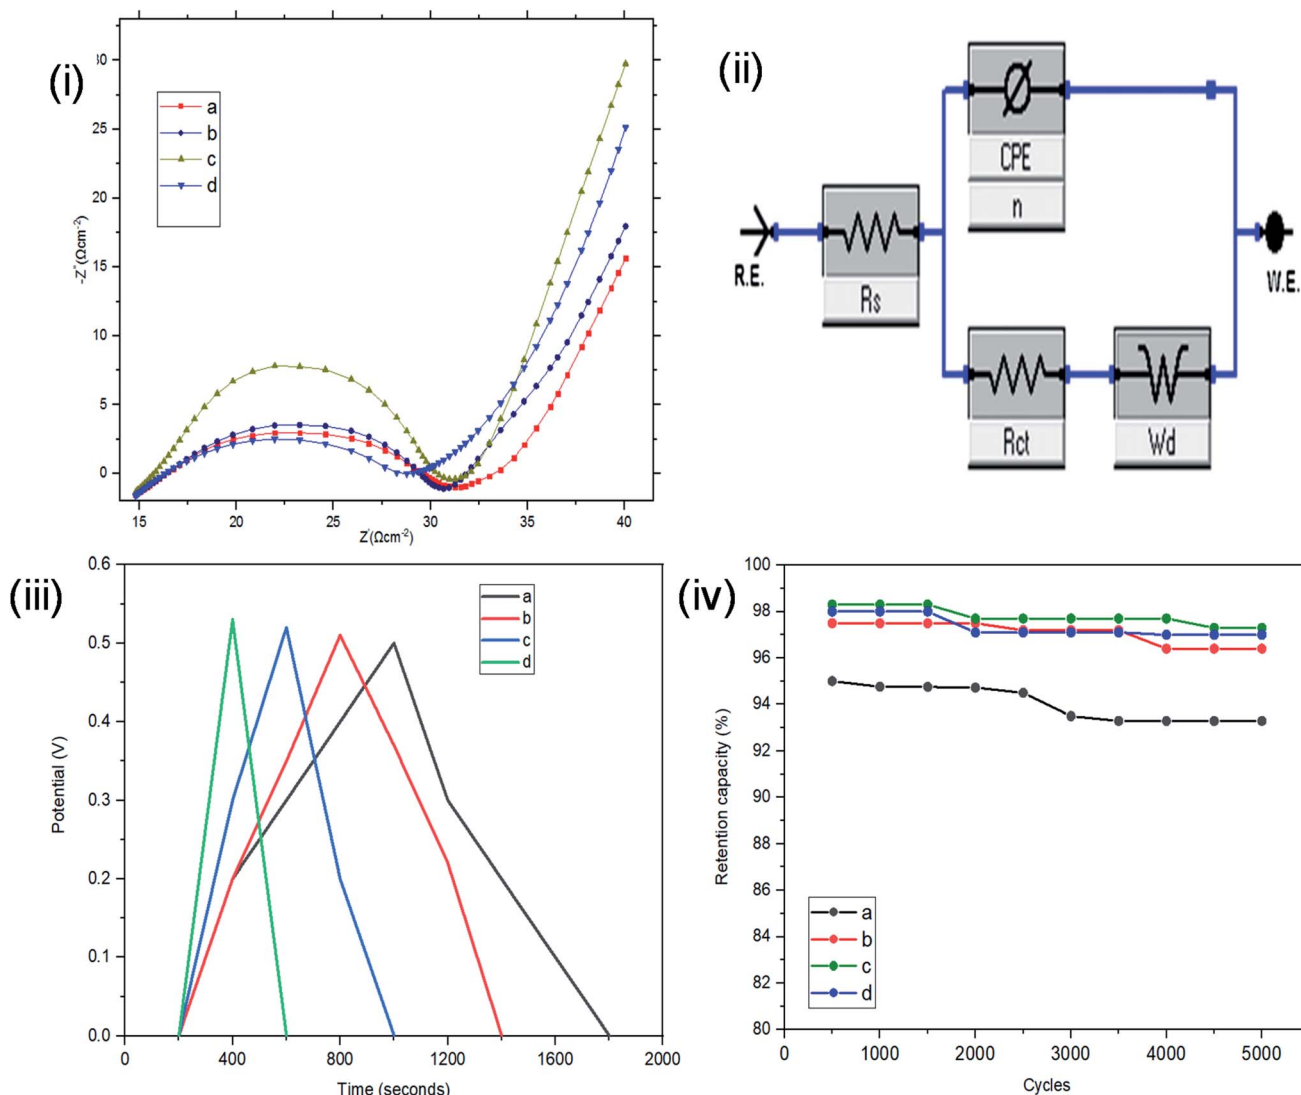 (i)
a
b
c
d
30
25
20
15
10
5
0
15
20
25
30
35
40
-Z"(Ωcm-2)
Z'(Ωcm-2)
(ii)
CPE
n
R.E.
Rs
W.E.
Rct
Wd
(iii)
a
b
c
d
0.6
0.5
0.4
0.3
0.2
0.1
0.0
0
400
800
1200
1600
2000
Potential (V)
Time (seconds)
(iv)
100
98
96
94
92
90
88
86
84
82
80
a
b
c
d
0
1000
2000
3000
4000
5000
Retention capacity (%)
Cycles